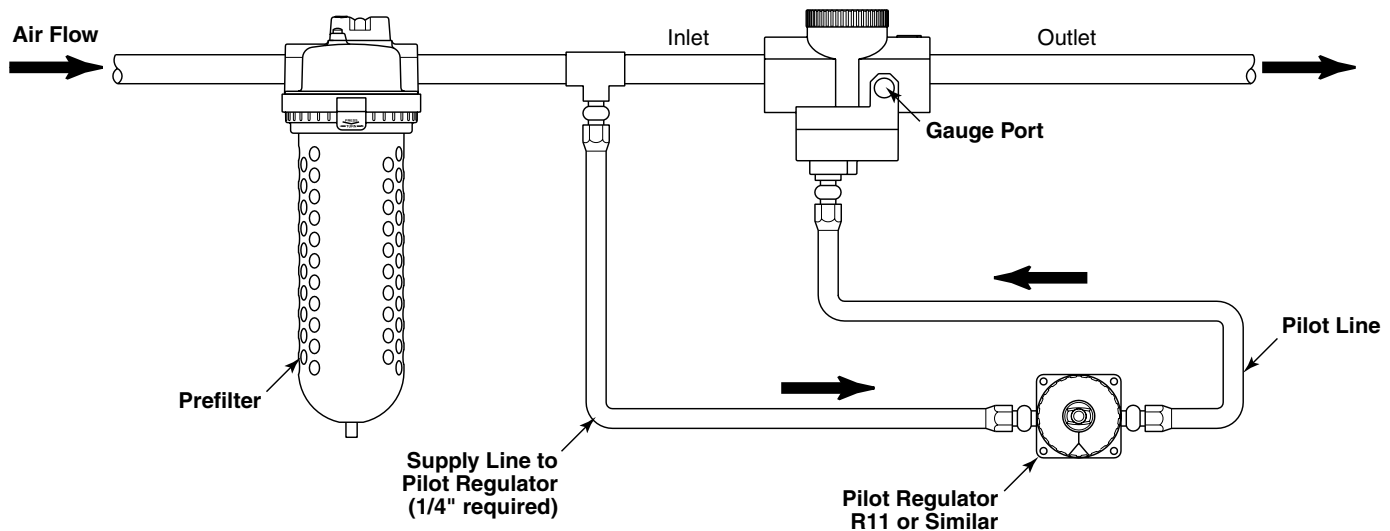 Air Flow
Inlet
Outlet
Gauge Port
Pilot Line
Prefilter
Supply Line to
Pilot Regulator
(1/4" required)
Pilot Regulator
R11 or Similar